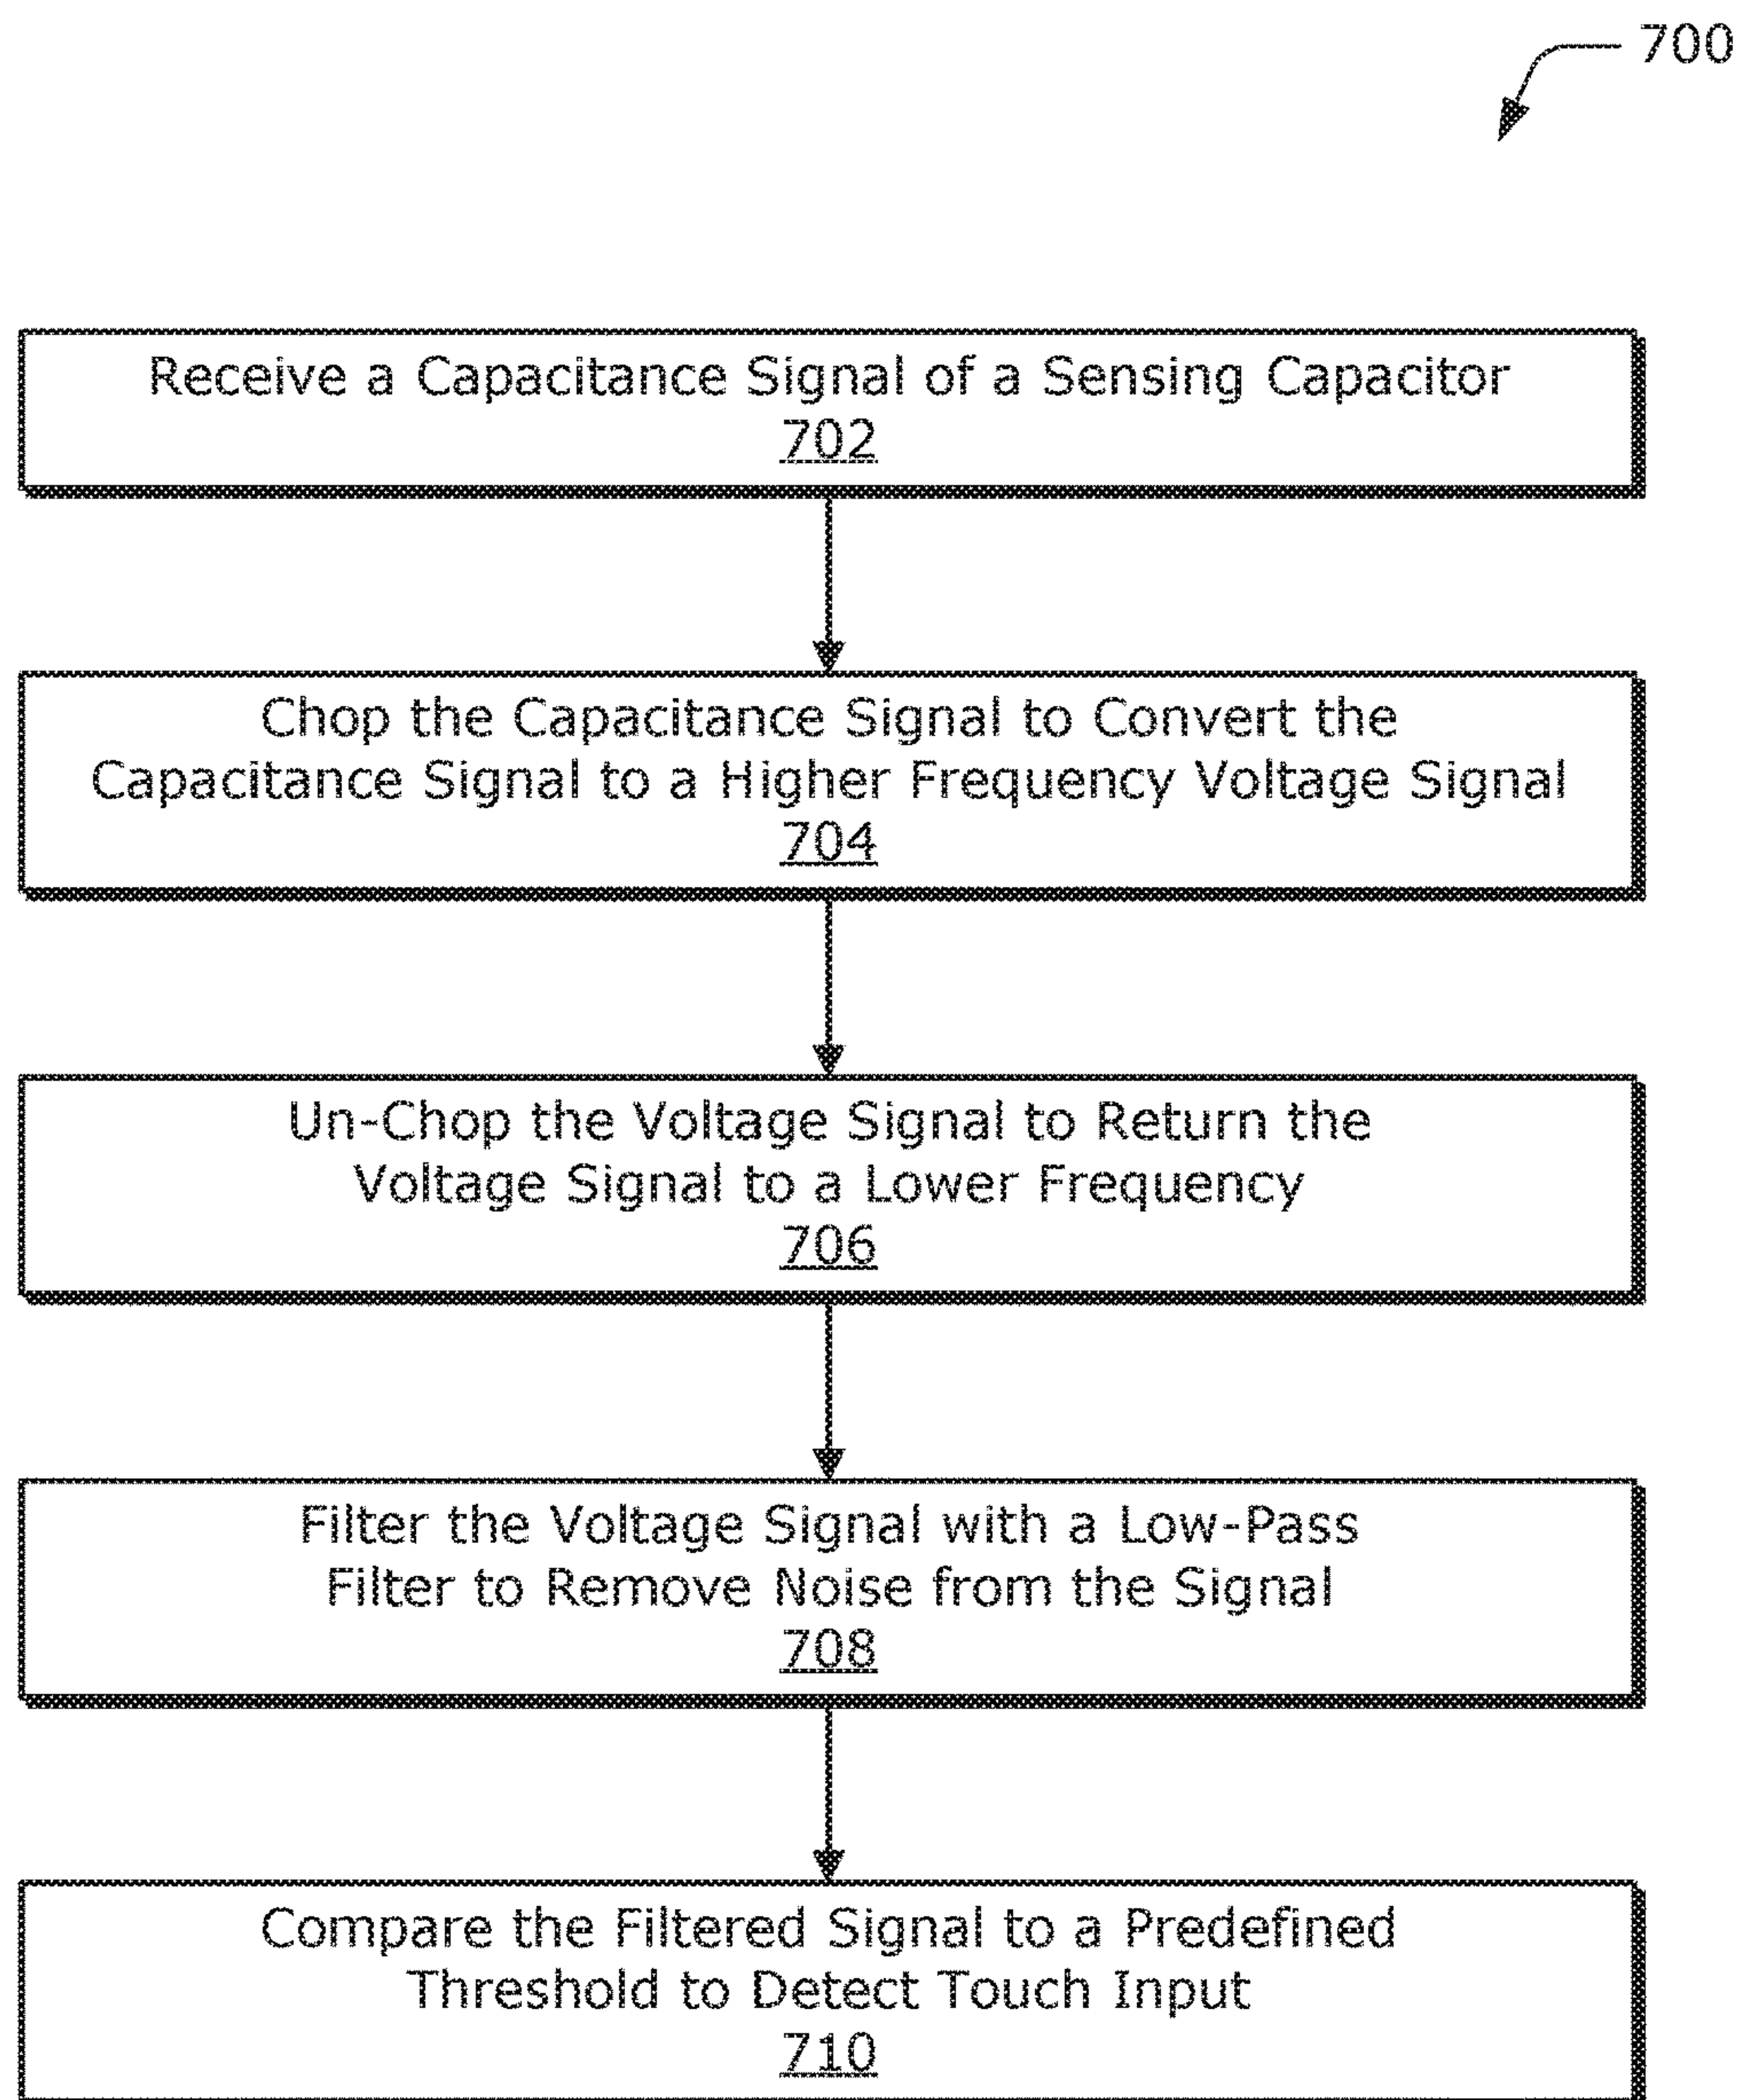 700
Receive a Capacitance Signal of a Sensing Capacitor
702
Chop the Capacitance Signal to Convert the
Capacitance Signal to a Higher Frequency Voltage Signal
704
Un-Chop the Voltage Signal to Return the
Voltage Signal to a Lower Frequency
706
Filter the Voltage Signal with a Low-Pass
Filter to Remove Noise from the Signal
708
Compare the Filtered Signal to a Predefined
Threshold to Detect Touch Input
710